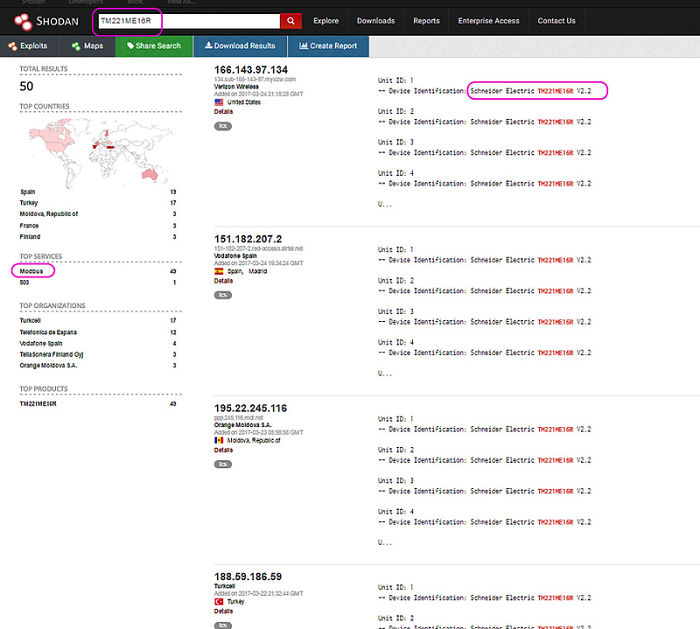 Shodan Developers Book View All...
SHODAN TM221ME16R Explore Downloads Reports Enterprise Access Contact Us
Exploits Maps Share Search Download Results Create Report
TOTAL RESULTS
50
TOP COUNTRIES
Spain 19
Turkey 17
Moldova, Republic of 3
France 3
Finland 3
TOP SERVICES
Modbus 49
503 1
TOP ORGANIZATIONS
Turkcell 17
Telefonica de Espana 12
Vodafone Spain 4
TeliaSonera Finland Oyj 3
Orange Moldova S.A. 3
TOP PRODUCTS
TM221ME16R 49
166.143.97.134
134.sub-166-143-97.myvzw.com
Verizon Wireless
Added on 2017-03-24 21:18:28 GMT
United States
Details
ics
Unit ID: 1
-- Device Identification: Schneider Electric TM221ME16R V2.2
Unit ID: 2
-- Device Identification: Schneider Electric TM221ME16R V2.2
Unit ID: 3
-- Device Identification: Schneider Electric TM221ME16R V2.2
Unit ID: 4
-- Device Identification: Schneider Electric TM221ME16R V2.2
U...
151.182.207.2
151-182-207-2.red-acceso.airtel.net
Vodafone Spain
Added on 2017-03-24 19:34:24 GMT
Spain, Madrid
Details
ics
Unit ID: 1
-- Device Identification: Schneider Electric TM221ME16R V2.2
Unit ID: 2
-- Device Identification: Schneider Electric TM221ME16R V2.2
Unit ID: 3
-- Device Identification: Schneider Electric TM221ME16R V2.2
Unit ID: 4
-- Device Identification: Schneider Electric TM221ME16R V2.2
U...
195.22.245.116
ppp.245.116.mdl.net
Orange Moldova S.A.
Added on 2017-03-23 08:58:58 GMT
Moldova, Republic of
Details
ics
Unit ID: 1
-- Device Identification: Schneider Electric TM221ME16R V2.2
Unit ID: 2
-- Device Identification: Schneider Electric TM221ME16R V2.2
Unit ID: 3
-- Device Identification: Schneider Electric TM221ME16R V2.2
Unit ID: 4
-- Device Identification: Schneider Electric TM221ME16R V2.2
U...
188.59.186.59
Turkcell
Added on 2017-03-22 21:32:44 GMT
Turkey
Details
ics
Unit ID: 1
-- Device Identification: Schneider Electric TM221ME16R V2.2
Unit ID: 2
-- Device Identification: Schneider Electric TM221ME16R V2.2